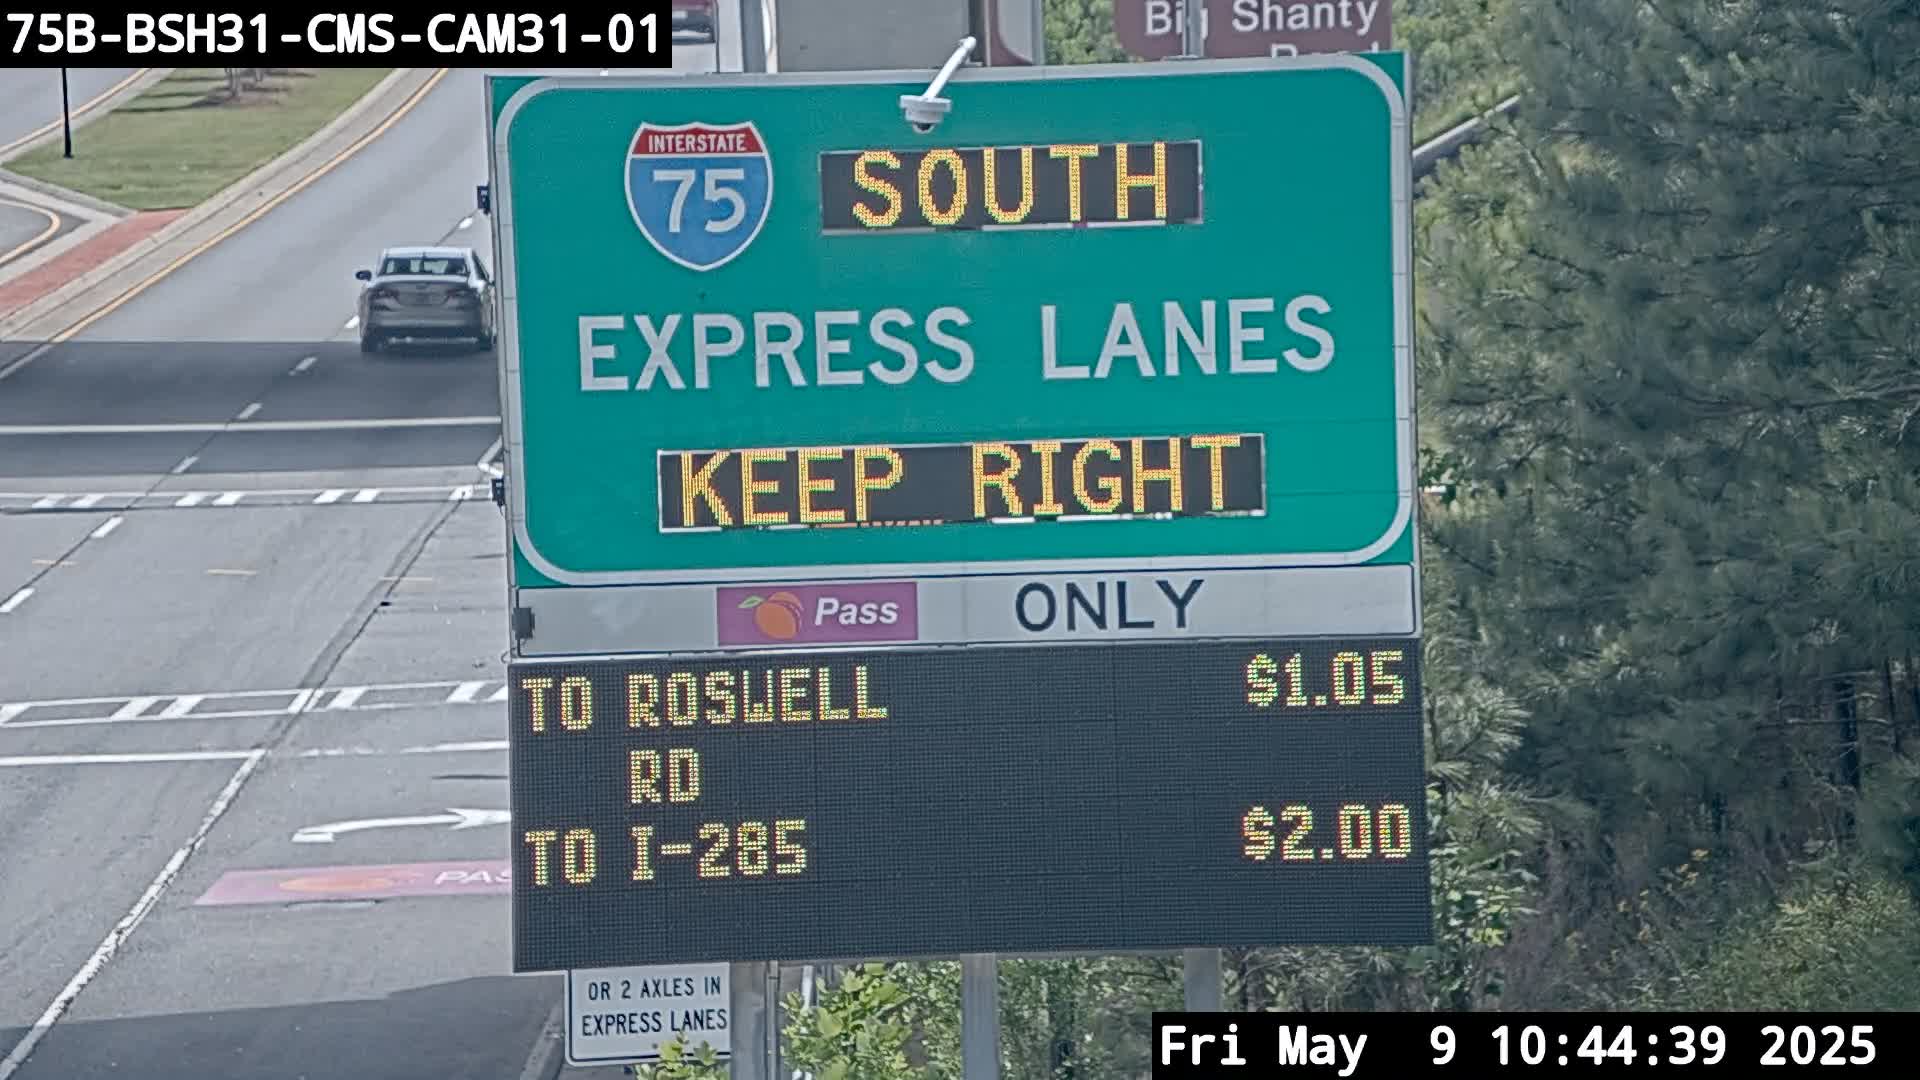 75B-BSH31-CMS-CAM31-01
Big Shanty
Road
INTERSTATE
75
SOUTH
EXPRESS LANES
KEEP RIGHT
Pass ONLY
TO ROSWELL $1.05
RD
TO I-285 $2.00
OR 2 AXLES IN
EXPRESS LANES
Fri May 9 10:44:39 2025